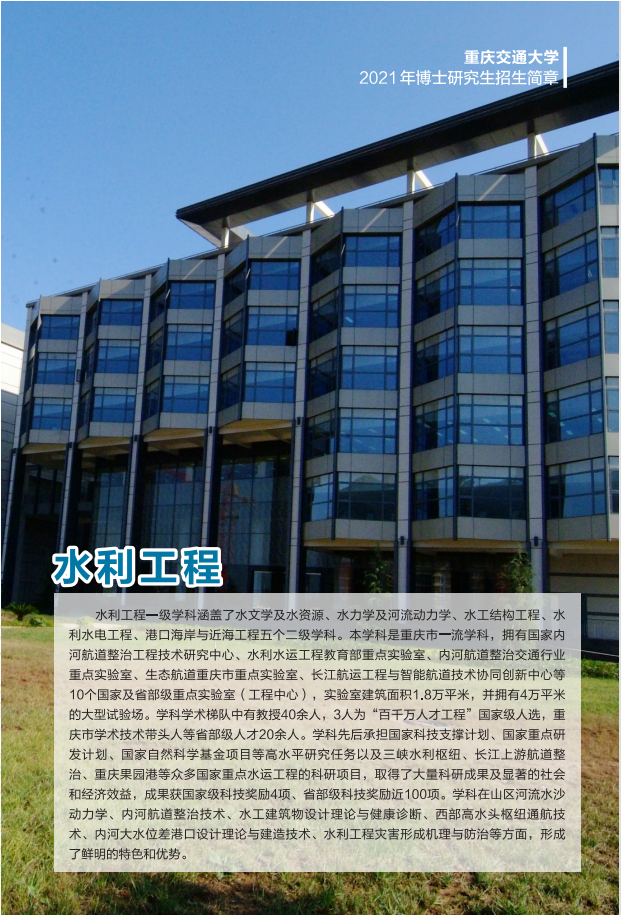 重庆交通大学
2021年博士研究生招生简章
水利工程
水利工程一级学科涵盖了水文学及水资源、水力学及河流动力学、水工结构工程、水
利水电工程、港口海岸与近海工程五个二级学科。本学科是重庆市一流学科，拥有国家内
河航道整治工程技术研究中心、水利水运工程教育部重点实验室、内河航道整治交通行业
重点实验室、生态航道重庆市重点实验室、长江航运工程与智能航道技术协同创新中心等
10个国家及省部级重点实验室（工程中心），实验室建筑面积1.8万平米，并拥有4万平米
的大型试验场。学科学术梯队中有教授40余人，3人为“百千万人才工程”国家级人选，重
庆市学术技术带头人等省部级人才20余人。学科先后承担国家科技支撑计划、国家重点研
发计划、国家自然科学基金项目等高水平研究任务以及三峡水利枢纽、长江上游航道整
治、重庆果园港等众多国家重点水运工程的科研项目，取得了大量科研成果及显著的社会
和经济效益，成果获国家级科技奖励4项、省部级科技奖励近100项。学科在山区河流水沙
动力学、内河航道整治技术、水工建筑物设计理论与健康诊断、西部高水头枢纽通航技
术、内河大水位差港口设计理论与建造技术、水利工程灾害形成机理与防治等方面，形成
了鲜明的特色和优势。